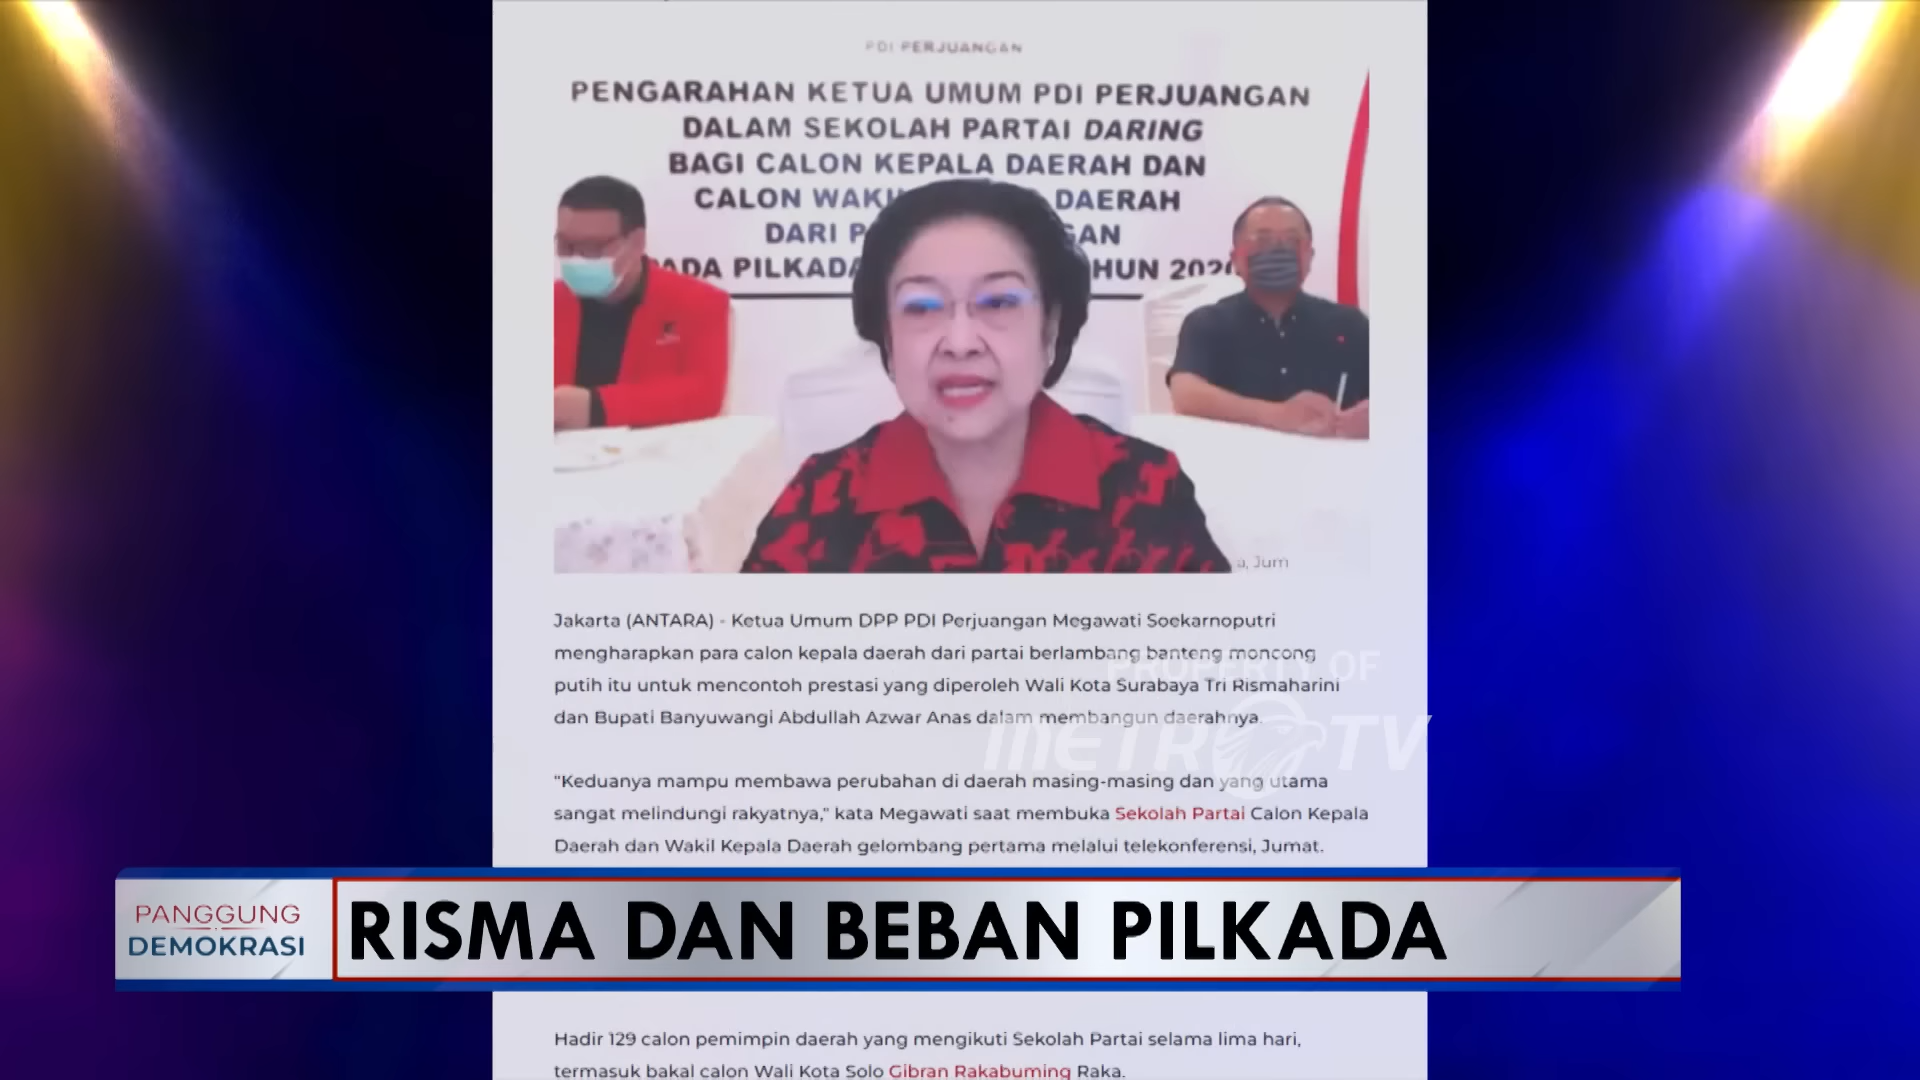 PDI PERJUANGAN
PENGARAHAN KETUA UMUM PDI PERJUANGAN
DALAM SEKOLAH PARTAI DARING
BAGI CALON KEPALA DAERAH DAN
CALON DAERAH
DARI
PILKADA 2020
a, Jum
Jakarta (ANTARA) - Ketua Umum DPP PDI Perjuangan Megawati Soekarnoputri
mengharapkan para calon kepala daerah dari partai berlambang banteng moncong
putih itu untuk mencontoh prestasi yang diperoleh Wali Kota Surabaya Tri Rismaharini
dan Bupati Banyuwangi Abdullah Azwar Anas dalam membangun daerahnya.
PROPERTY OF
METRO TV
"Keduanya mampu membawa perubahan di daerah masing-masing dan yang utama
sangat melindungi rakyatnya," kata Megawati saat membuka Sekolah Partai Calon Kepala
Daerah dan Wakil Kepala Daerah gelombang pertama melalui telekonferensi, Jumat.
PANGGUNG
DEMOKRASI
RISMA DAN BEBAN PILKADA
Hadir 129 calon pemimpin daerah yang mengikuti Sekolah Partai selama lima hari,
termasuk bakal calon Wali Kota Solo Gibran Rakabuming Raka.